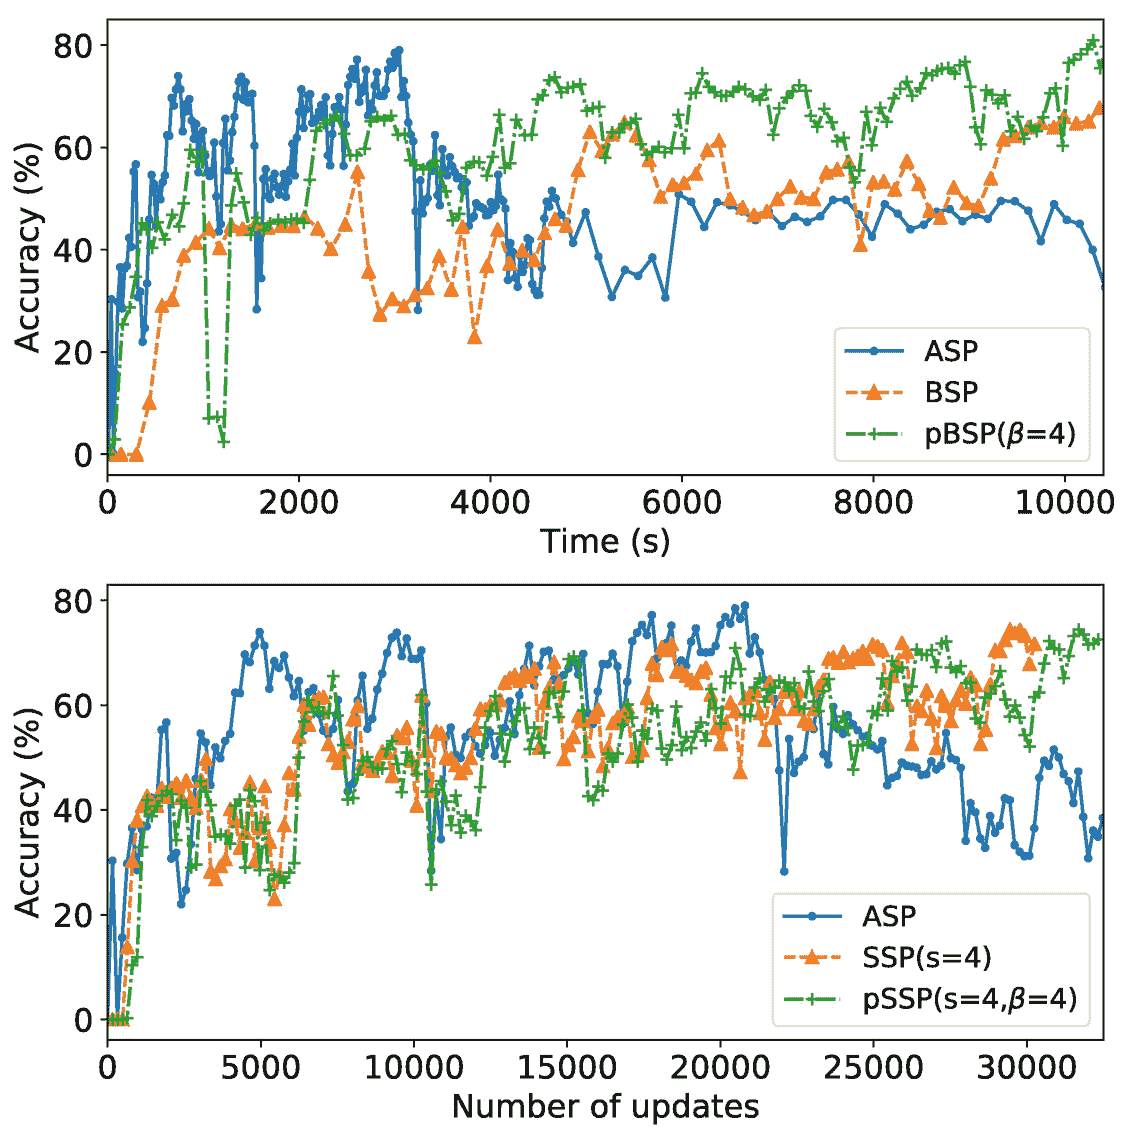 80
60
40
20
0
Accuracy (%)
ASP
BSP
pBSP(β=4)
0 2000 4000 6000 8000 10000
Time (s)
80
60
40
20
0
Accuracy (%)
ASP
SSP(s=4)
pSSP(s=4,β=4)
0 5000 10000 15000 20000 25000 30000
Number of updates